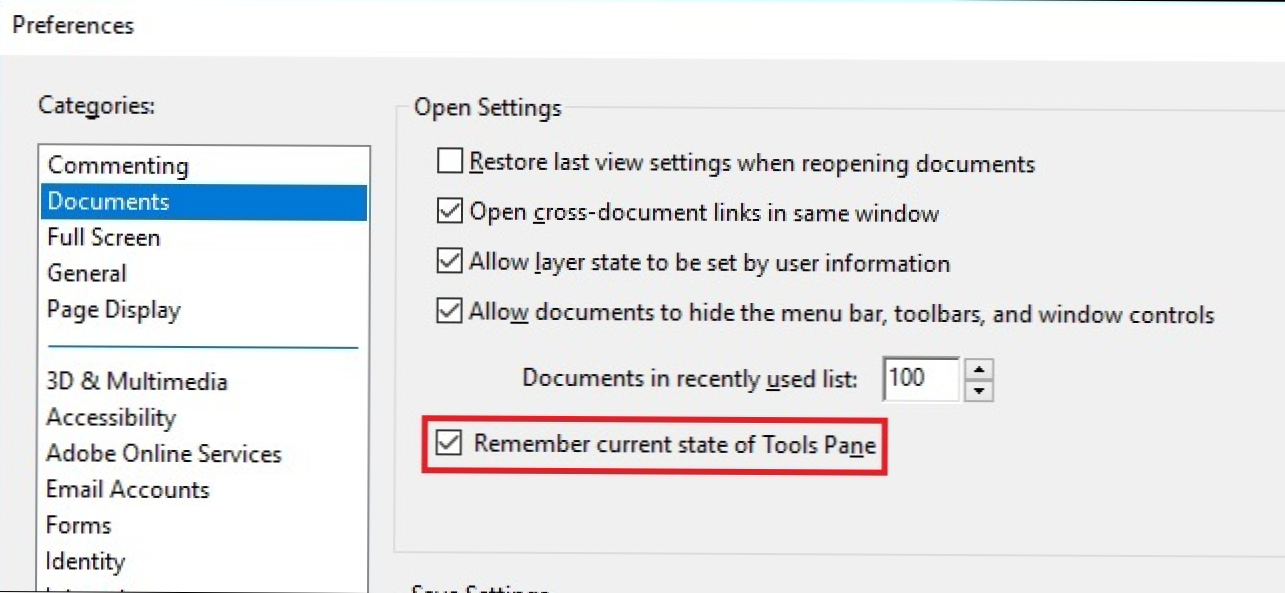 Preferences
Categories:
Commenting
Documents
Full Screen
General
Page Display
3D & Multimedia
Accessibility
Adobe Online Services
Email Accounts
Forms
Identity
Open Settings
Restore last view settings when reopening documents
Open cross-document links in same window
Allow layer state to be set by user information
Allow documents to hide the menu bar, toolbars, and window controls
Documents in recently used list: 100
Remember current state of Tools Pane
Save Settings